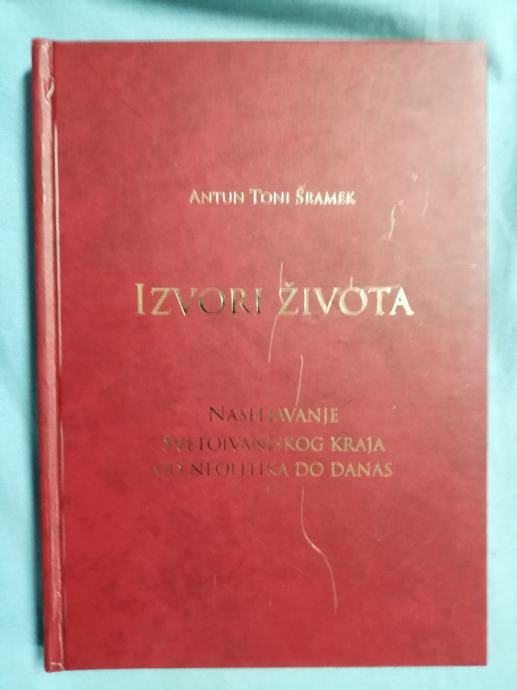 Antun Toni Šramek
Izvori života
Naseljavanje
Svetoivanjskog kraja
od neolitika do danas